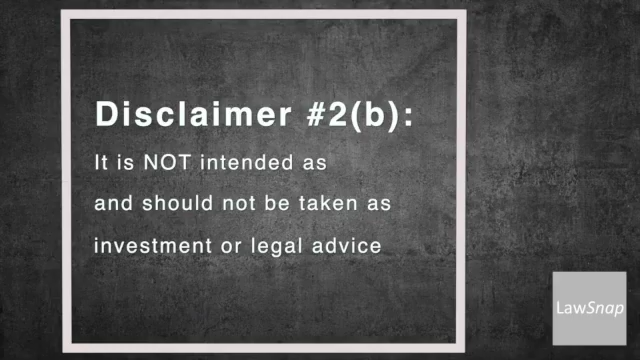 Disclaimer #2(b):
It is NOT intended as
and should not be taken as
investment or legal advice
LawSnap